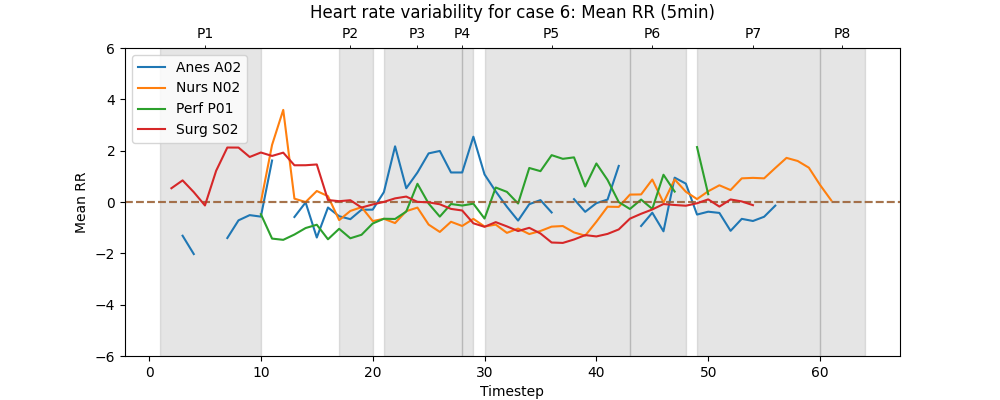 Heart rate variability for case 6: Mean RR (5min)
P1 P2 P3 P4 P5 P6 P7 P8
6
4
2
0
−2
−4
−6
Mean RR
Anes A02
Nurs N02
Perf P01
Surg S02
0 10 20 30 40 50 60
Timestep